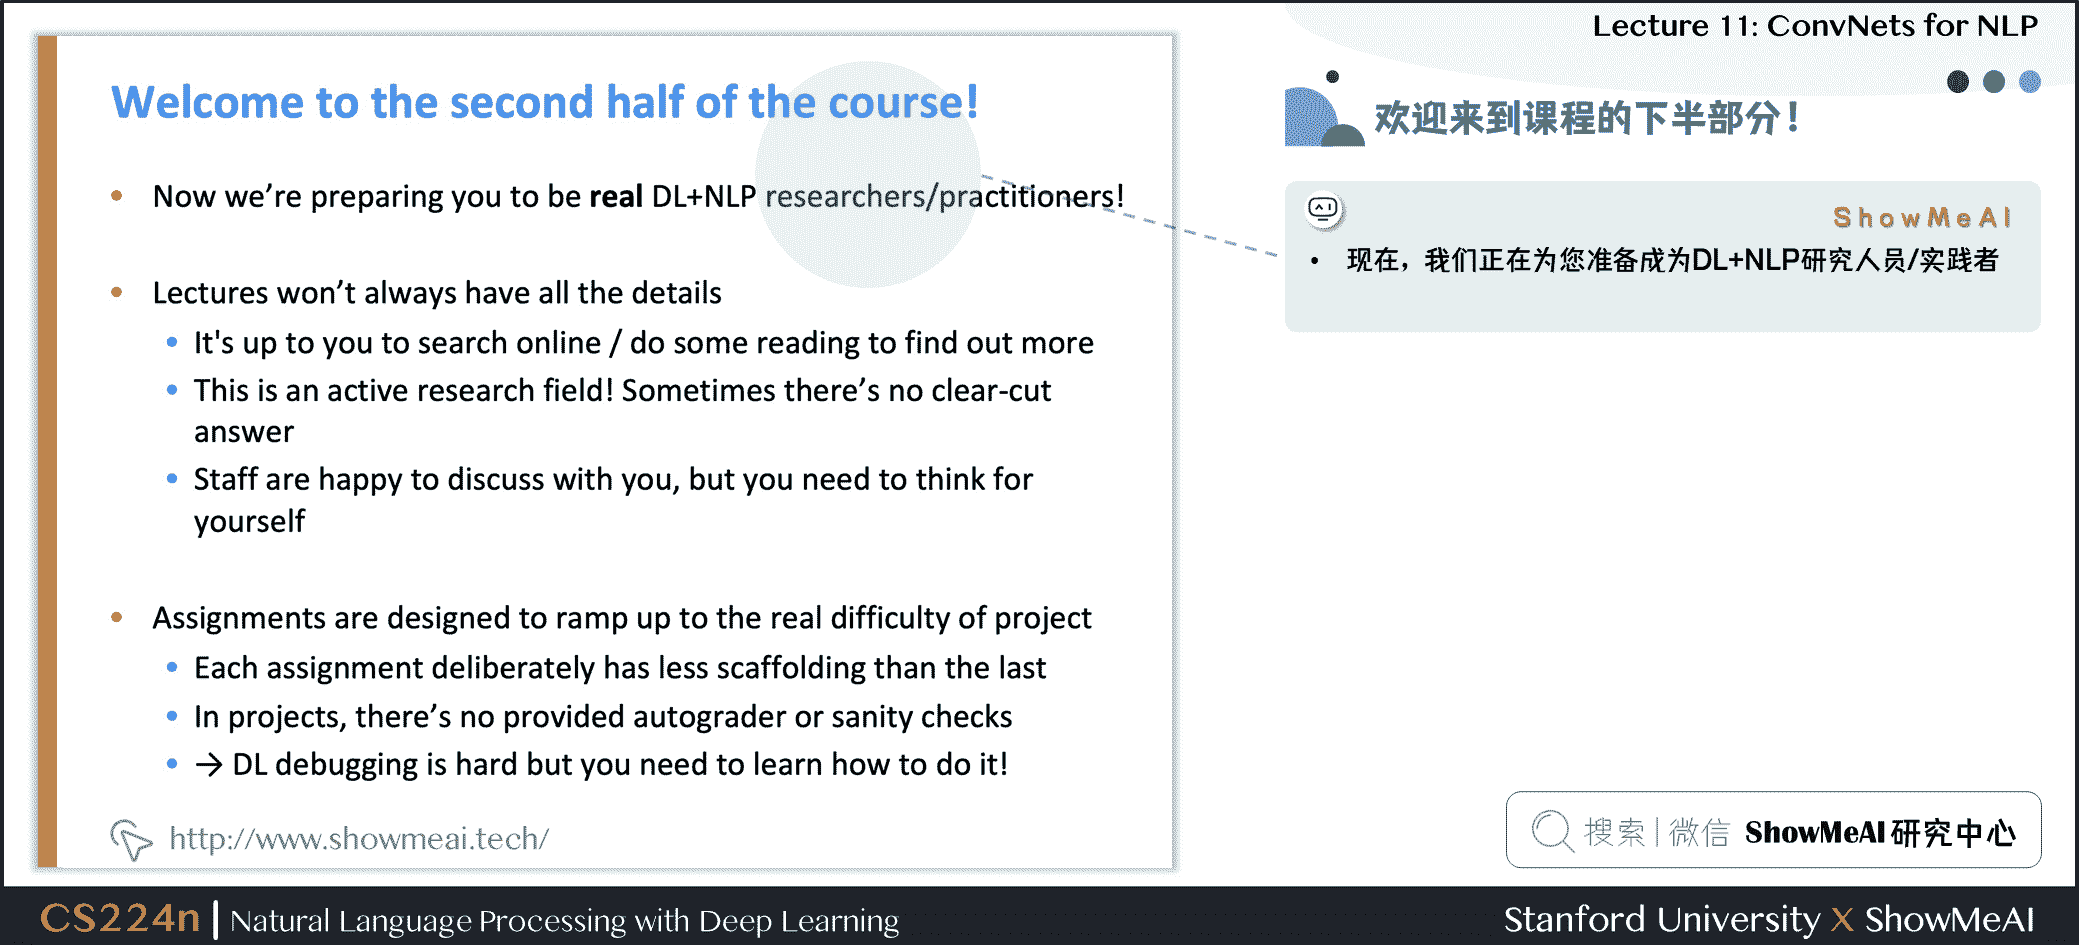 Lecture 11: ConvNets for NLP
Welcome to the second half of the course!
• Now we're preparing you to be real DL+NLP researchers/practitioners!
• Lectures won't always have all the details
• It's up to you to search online / do some reading to find out more
• This is an active research field! Sometimes there's no clear-cut
answer
• Staff are happy to discuss with you, but you need to think for
yourself
• Assignments are designed to ramp up to the real difficulty of project
• Each assignment deliberately has less scaffolding than the last
• In projects, there's no provided autograder or sanity checks
• → DL debugging is hard but you need to learn how to do it!
http://www.showmeai.tech/
欢迎来到课程的下半部分!
ShowMeAI
• 现在，我们正在为您准备成为DL+NLP研究人员/实践者
搜索|微信 ShowMeAI研究中心
CS224n | Natural Language Processing with Deep Learning
Stanford University X ShowMeAI